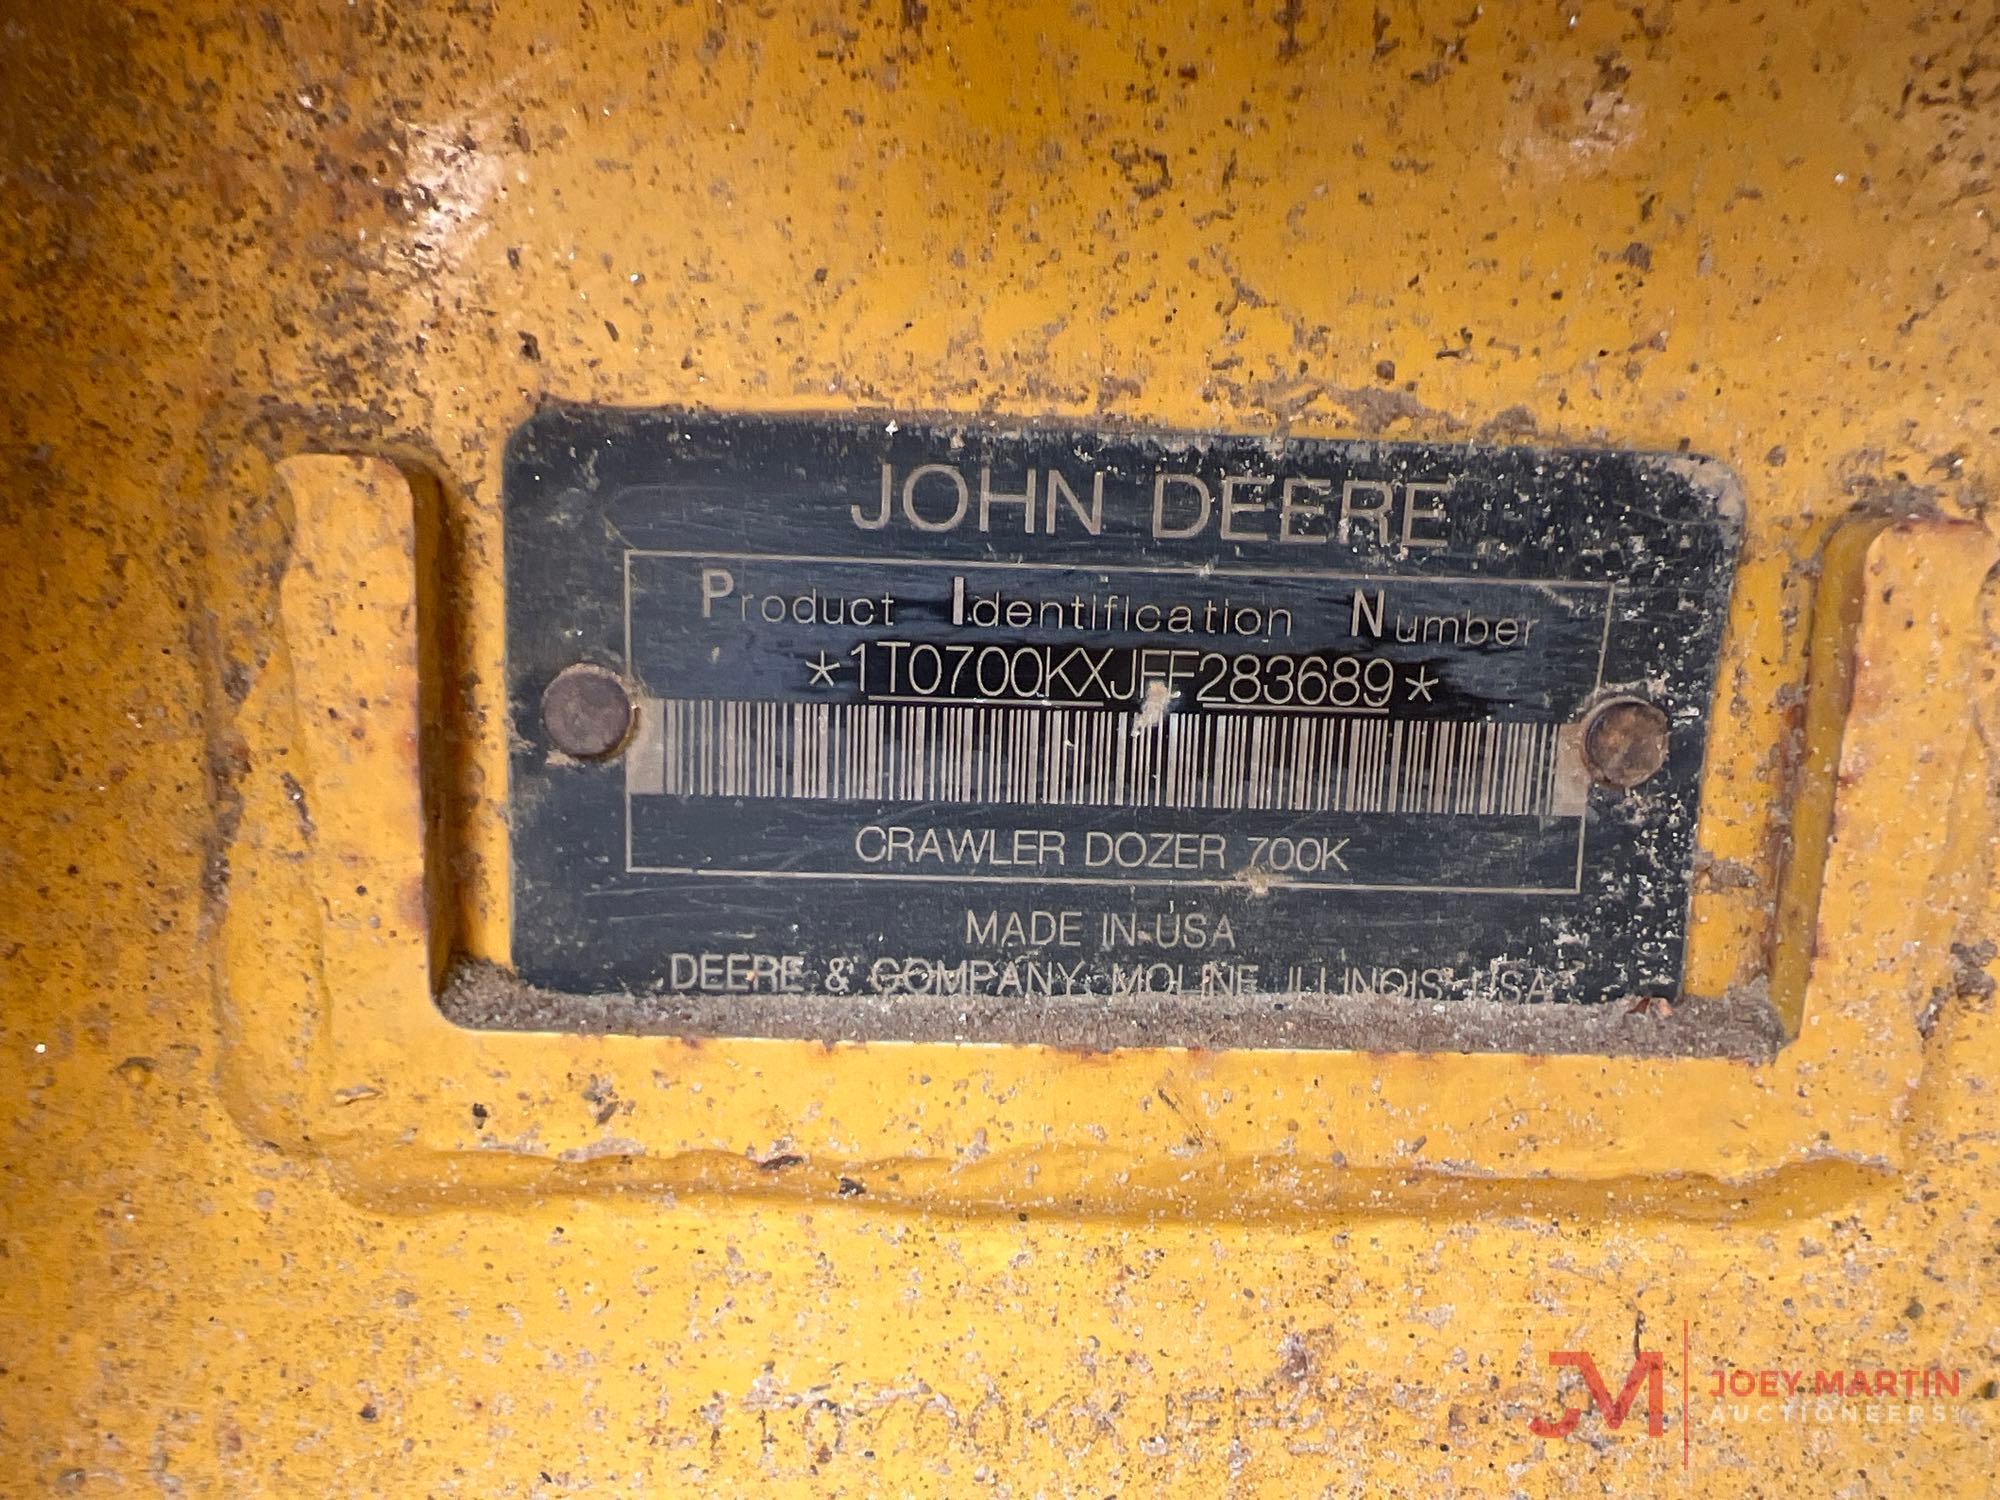 JOHN DEERE
Product Identification Number
*1T0700KXJFF283689*
CRAWLER DOZER 700K
MADE IN USA
DEERE & COMPANY MOLINE ILLINOIS USA
JM JOEY MARTIN
AUCTIONEERS